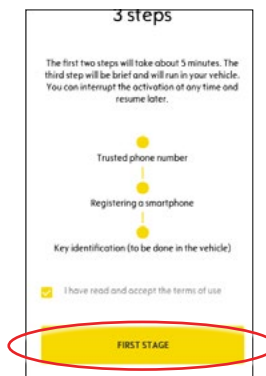 3 steps
The first two steps will take about 5 minutes. The
third step will be brief and will run in your vehicle.
You can interrupt the activation at any time and
resume later.
Trusted phone number
Registering a smartphone
Key identification (to be done in the vehicle)
I have read and accept the terms of use
FIRST STAGE